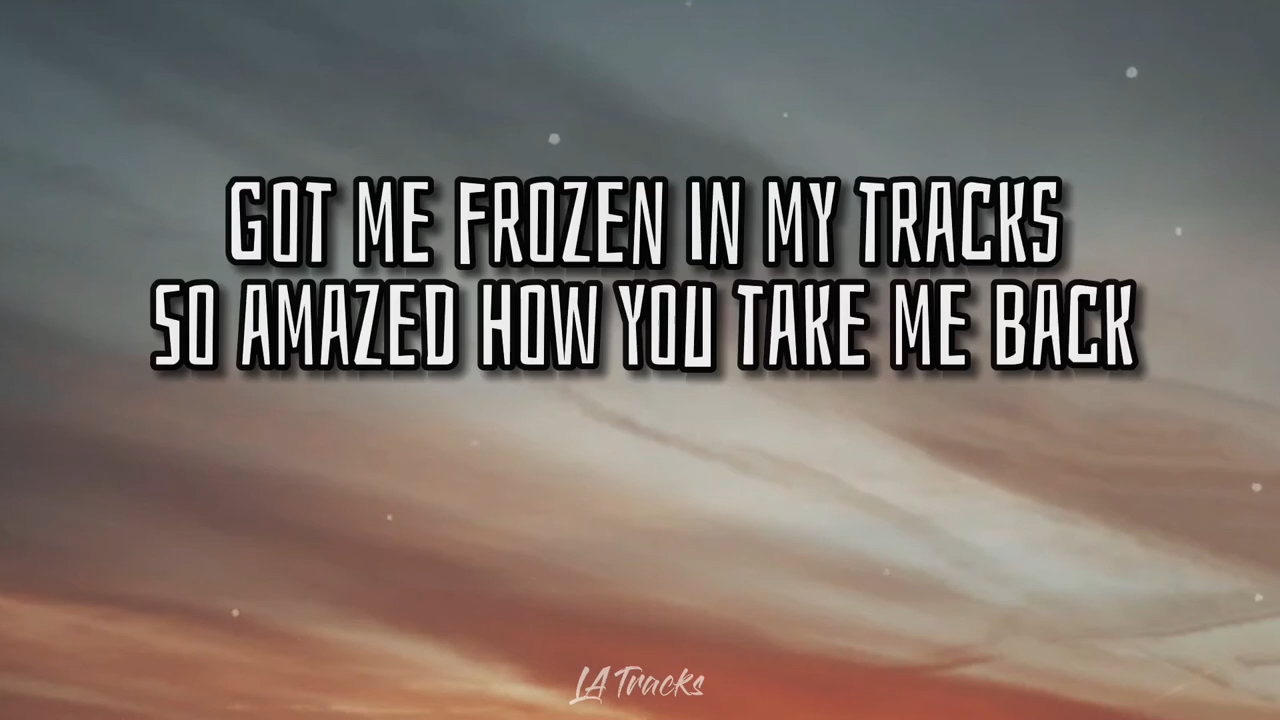 GOT ME FROZEN IN MY TRACKS
SO AMAZED HOW YOU TAKE ME BACK
LA Tracks